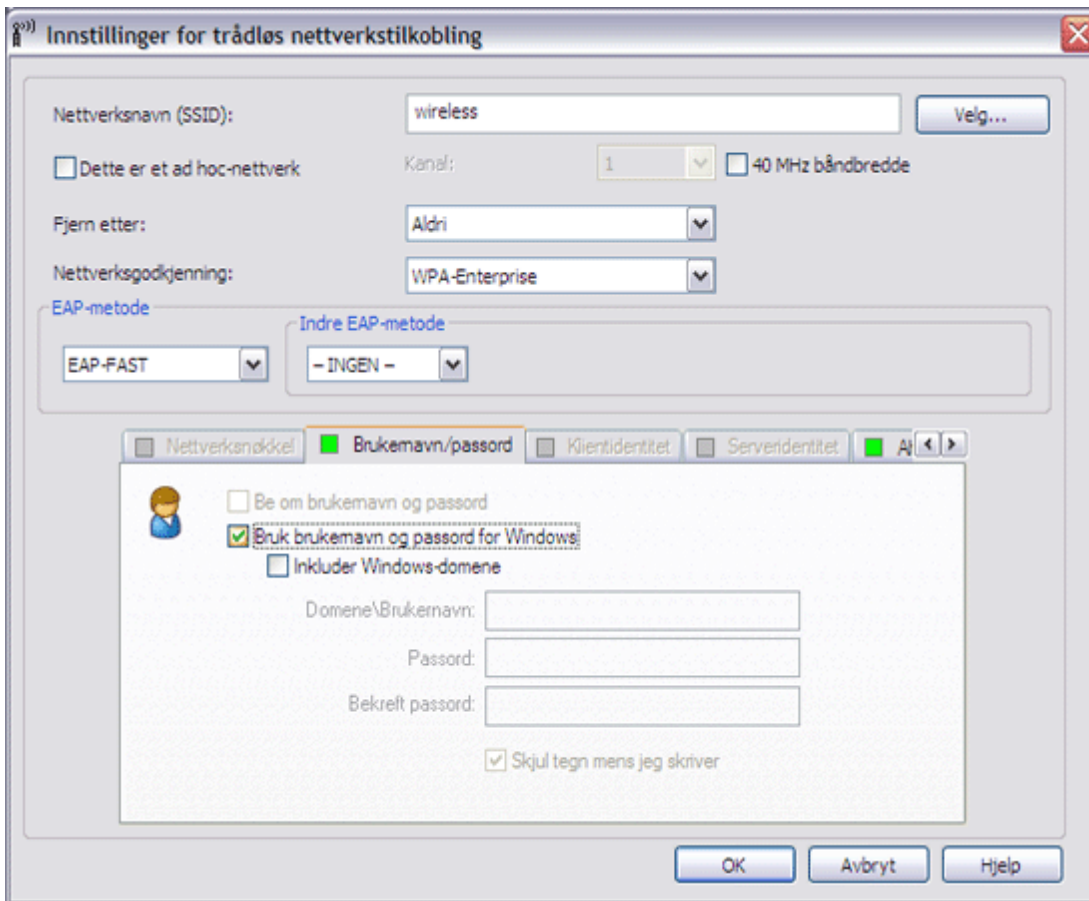 Innstillinger for trådløs nettverkstilkobling
Nettverksnavn (SSID): wireless Velg...
Dette er et ad hoc-nettverk Kanal: 1 40 MHz båndbredde
Fjern etter: Aldri
Nettverksgodkjenning: WPA-Enterprise
EAP-metode
Indre EAP-metode
EAP-FAST – INGEN –
Nettverksnøkkel Brukernavn/passord Klientidentitet Serveridentitet
Be om brukernavn og passord
Bruk brukernavn og passord for Windows
Inkluder Windows-domene
Domene\Brukernavn:
Passord:
Bekreft passord:
Skjul tegn mens jeg skriver
OK Avbryt Hjelp